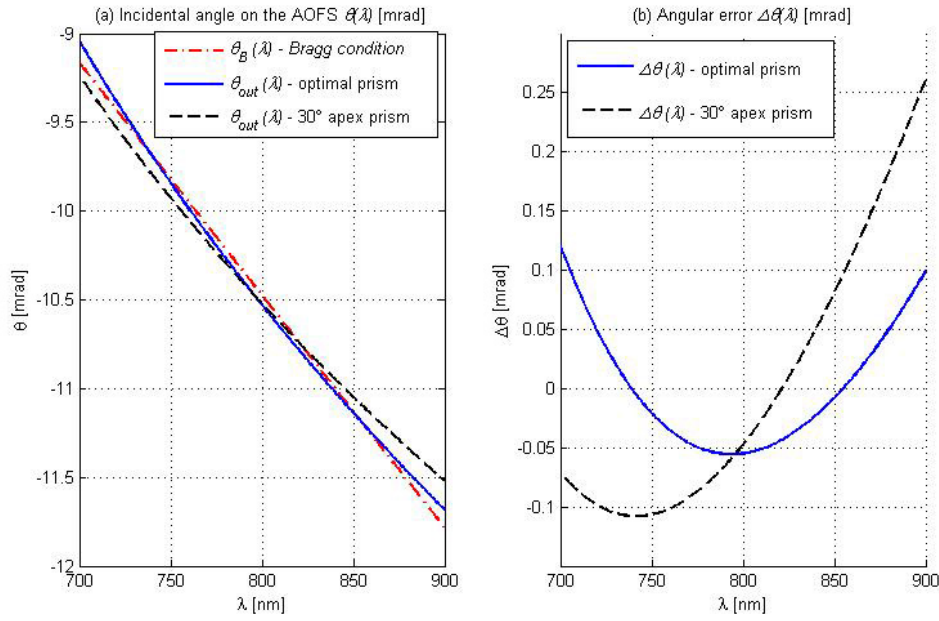 (a) Incidental angle on the AOFS θ(λ) [mrad]
θ_B (λ) - Bragg condition
θ_out (λ) - optimal prism
θ_out (λ) - 30° apex prism
-9
-9.5
-10
-10.5
-11
-11.5
-12
θ [mrad]
700
750
800
850
900
λ [nm]
(b) Angular error Δθ(λ) [mrad]
Δθ(λ) - optimal prism
Δθ(λ) - 30° apex prism
0.25
0.2
0.15
0.1
0.05
0
-0.05
-0.1
Δθ [mrad]
700
750
800
850
900
λ [nm]